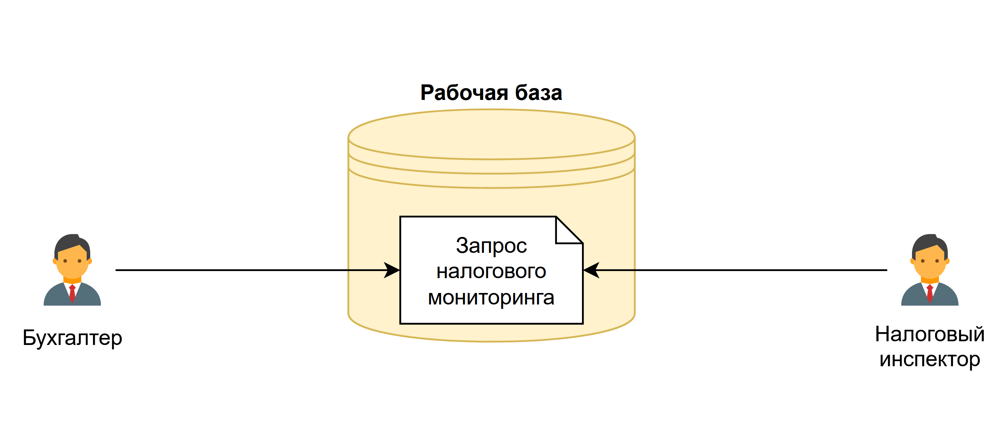 Рабочая база
Запрос
налогового
мониторинга
Бухгалтер
Налоговый
инспектор